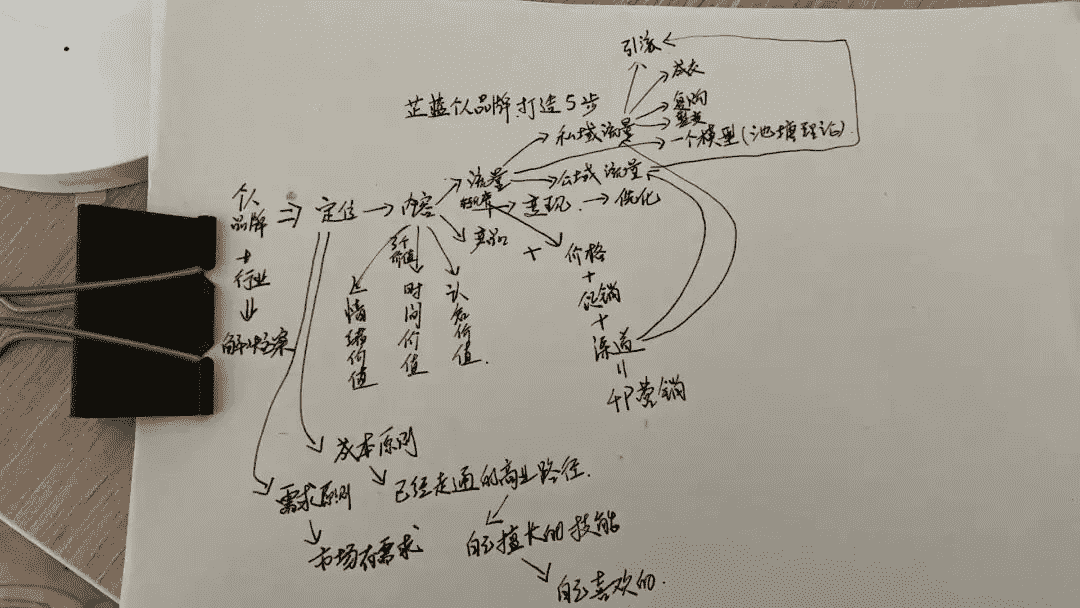 引流
成交
复购
裂变
芷蓝个人品牌打造5步
私域流量
一个模型(池塘理论)
流量
公域流量
变现
优化
个人
品牌
+
行业
定位
内容
3个
价值
产品
+
价格
+
促销
+
渠道
=
4P营销
情绪价值
时间价值
认知价值.
成本原则
已经走通的商业路径.
需求原则
市场有需求
自己擅长的技能
自己喜欢的.